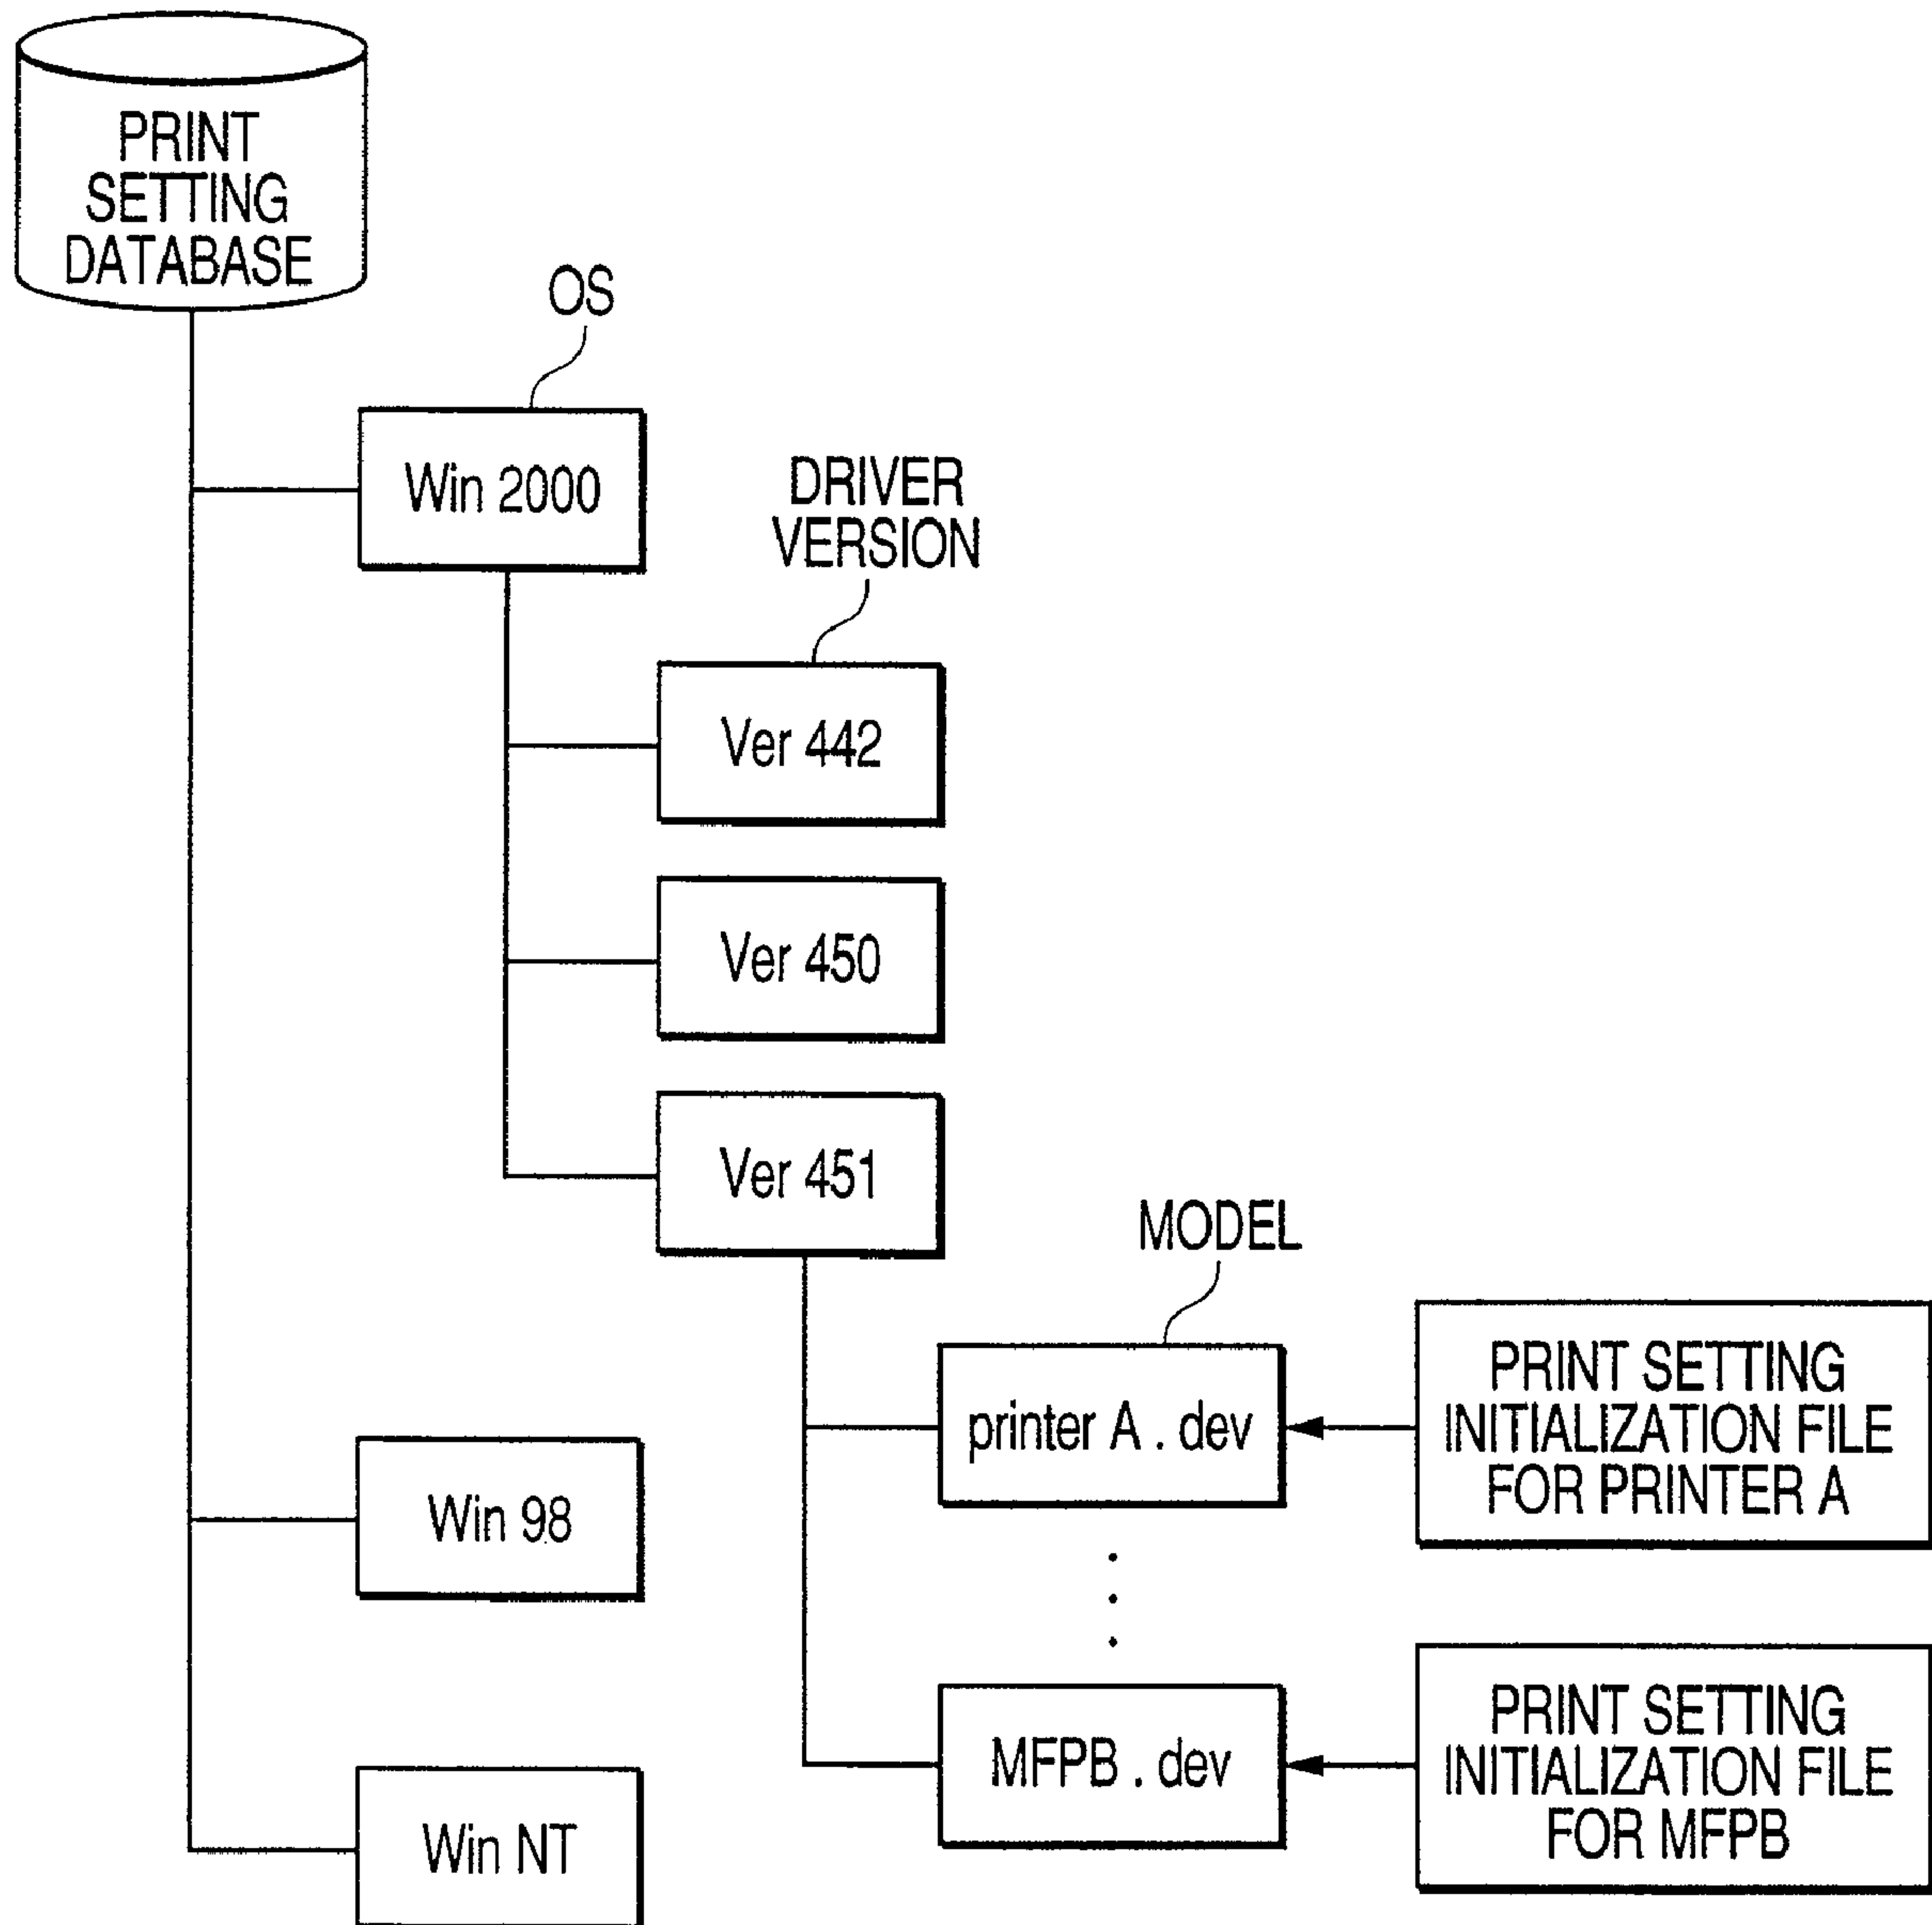 PRINT
SETTING
DATABASE
OS
Win 2000
DRIVER
VERSION
Ver 442
Ver 450
Ver 451
MODEL
printer A . dev
PRINT SETTING
INITIALIZATION FILE
FOR PRINTER A
Win 98
MFPB . dev
PRINT SETTING
INITIALIZATION FILE
FOR MFPB
Win NT